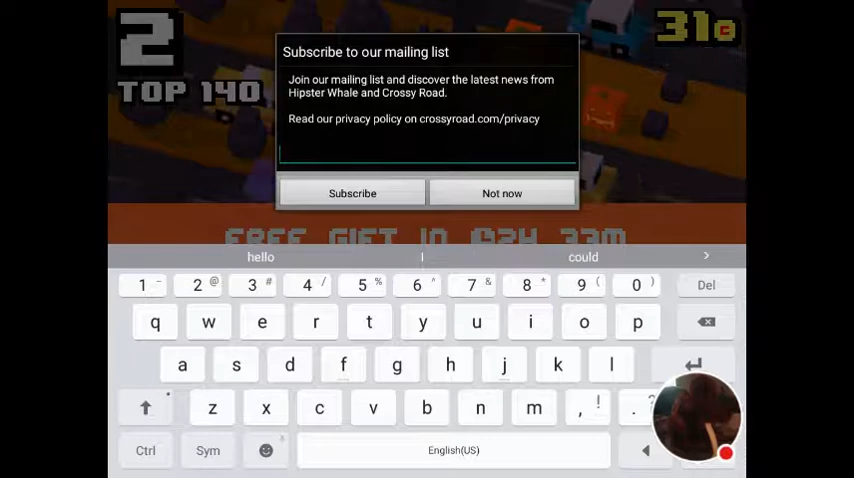 2
TOP 140
31
Subscribe to our mailing list
Join our mailing list and discover the latest news from
Hipster Whale and Crossy Road.
Read our privacy policy on crossyroad.com/privacy
Subscribe
Not now
FREE GIFT IN
33M
hello
I
could
>
1 – 2 @ 3 # 4 / 5 % 6 ^ 7 & 8 * 9 ( 0 ) Del
q w e r t y u i o p
a s d f g h j k l
z x c v b n m , ! . ?
Ctrl Sym English(US)